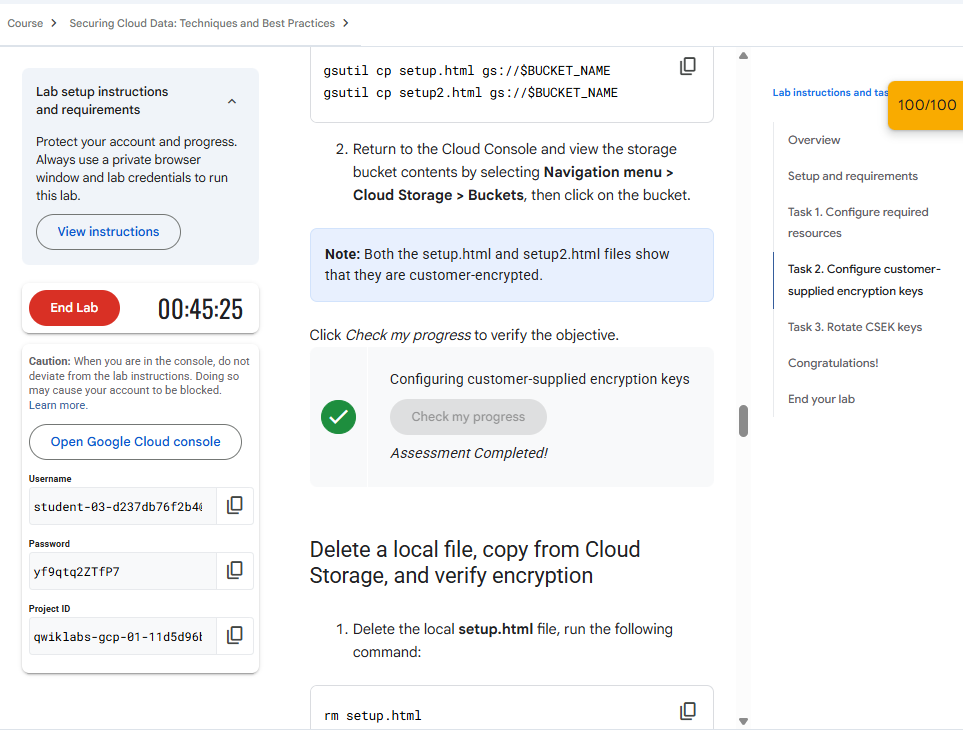 Course > Securing Cloud Data: Techniques and Best Practices >
Lab setup instructions
and requirements
Protect your account and progress.
Always use a private browser
window and lab credentials to run
this lab.
View instructions
End Lab
00:45:25
Caution: When you are in the console, do not
deviate from the lab instructions. Doing so
may cause your account to be blocked.
Learn more.
Open Google Cloud console
Username
student-03-d237db76f2b4
Password
yf9qtq2ZTfP7
Project ID
qwiklabs-gcp-01-11d5d96
gsutil cp setup.html gs://$BUCKET_NAME
gsutil cp setup2.html gs://$BUCKET_NAME
2. Return to the Cloud Console and view the storage
bucket contents by selecting Navigation menu >
Cloud Storage > Buckets, then click on the bucket.
Note: Both the setup.html and setup2.html files show
that they are customer-encrypted.
Click Check my progress to verify the objective.
Configuring customer-supplied encryption keys
Check my progress
Assessment Completed!
Delete a local file, copy from Cloud
Storage, and verify encryption
1. Delete the local setup.html file, run the following
command:
rm setup.html
Lab instructions and tas
100/100
Overview
Setup and requirements
Task 1. Configure required
resources
Task 2. Configure customer-
supplied encryption keys
Task 3. Rotate CSEK keys
Congratulations!
End your lab